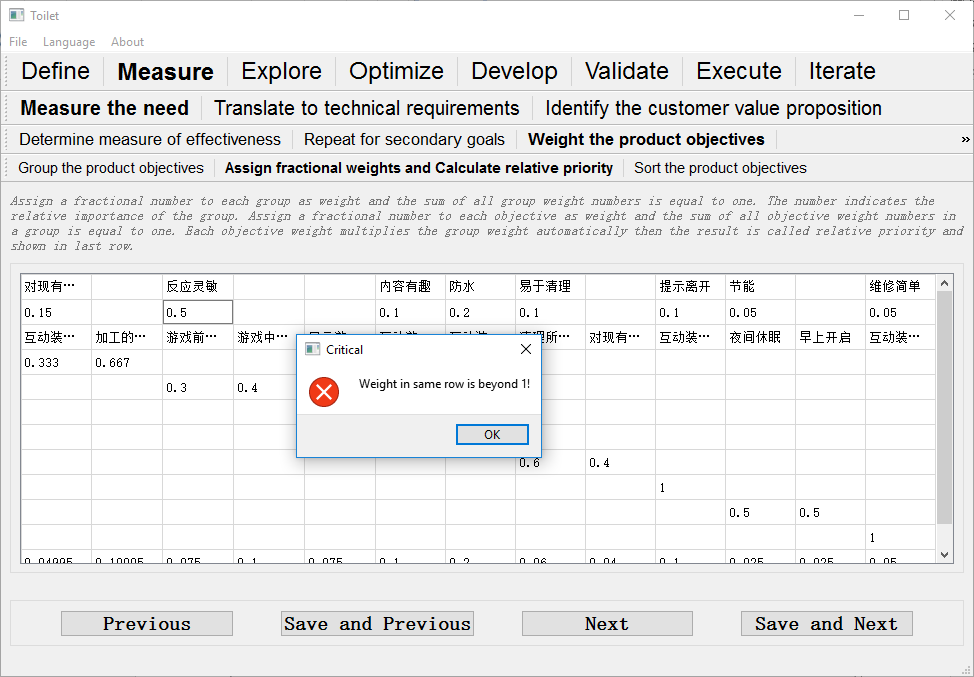 Toilet
File Language About
Define Measure Explore Optimize Develop Validate Execute Iterate
Measure the need Translate to technical requirements Identify the customer value proposition
Determine measure of effectiveness Repeat for secondary goals Weight the product objectives »
Group the product objectives Assign fractional weights and Calculate relative priority Sort the product objectives
Assign a fractional number to each group as weight and the sum of all group weight numbers is equal to one. The number indicates the
relative importance of the group. Assign a fractional number to each objective as weight and the sum of all objective weight numbers in
a group is equal to one. Each objective weight multiplies the group weight automatically then the result is called relative priority and
shown in last row.
对现有… 反应灵敏 内容有趣 防水 易于清理 提示离开 节能 维修简单
0.15 0.5 0.1 0.2 0.1 0.1 0.05 0.05
互动装… 加工的… 游戏前… 游戏中… 对现有… 互动装… 夜间休眠 早上开启 互动装…
0.333 0.667
0.3 0.4
Critical
Weight in same row is beyond 1!
OK
0.6 0.4
1
0.5 0.5
1
0.04995 0.10005 0.075 0.1 0.075 0.1 0.2 0.06 0.04 0.1 0.025 0.025 0.05
Previous Save and Previous Next Save and Next